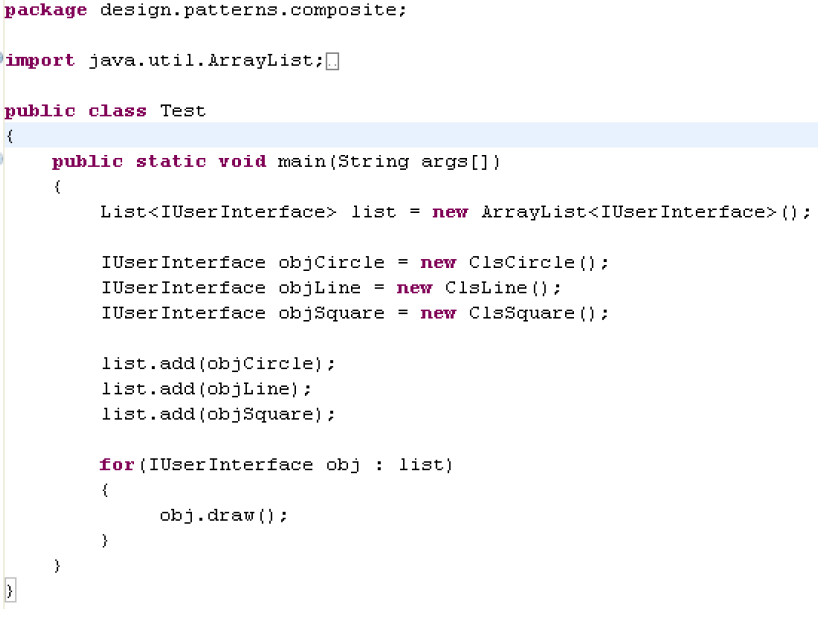 package design.patterns.composite;
import java.util.ArrayList;
public class Test
{
public static void main(String args[])
{
List<IUserInterface> list = new ArrayList<IUserInterface>();
IUserInterface objCircle = new ClsCircle();
IUserInterface objLine = new ClsLine();
IUserInterface objSquare = new ClsSquare();
list.add(objCircle);
list.add(objLine);
list.add(objSquare);
for(IUserInterface obj : list)
{
obj.draw();
}
}
}